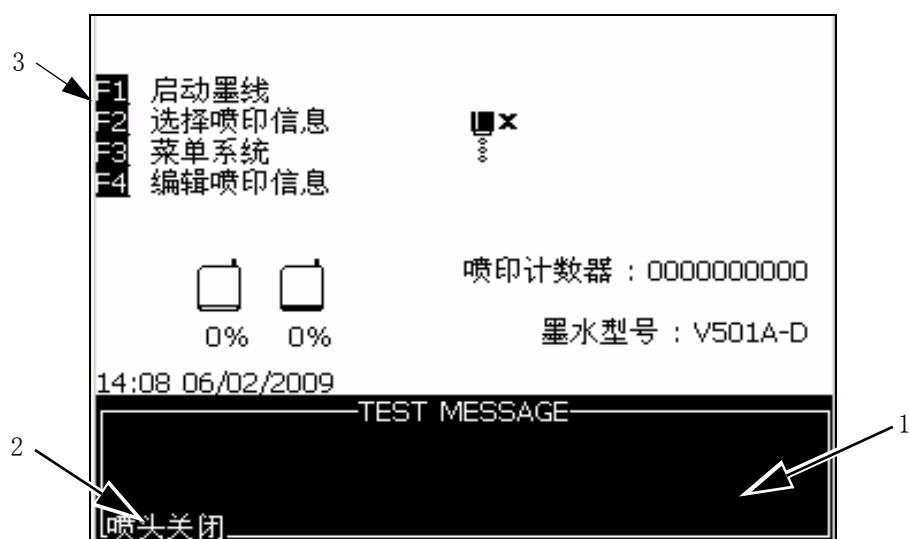 3
F1 启动墨线
F2 选择喷印信息
F3 菜单系统
F4 编辑喷印信息
喷印计数器：0000000000
0% 0%
墨水型号：V501A-D
14:08 06/02/2009
TEST MESSAGE
1
2
喷头关闭